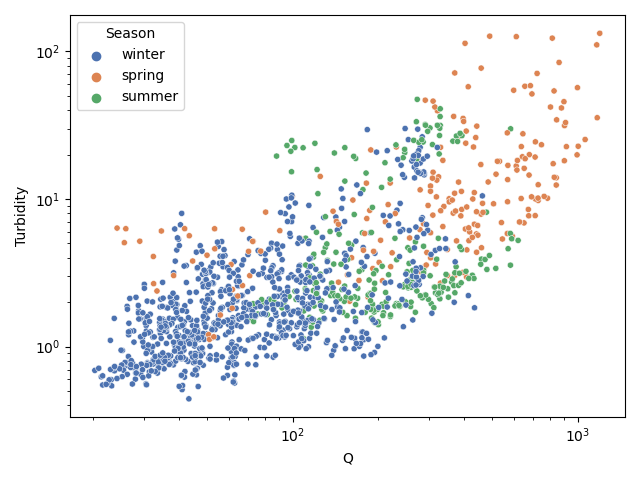 Season
winter
spring
summer
Turbidity
10²
10¹
10⁰
10²
10³
Q